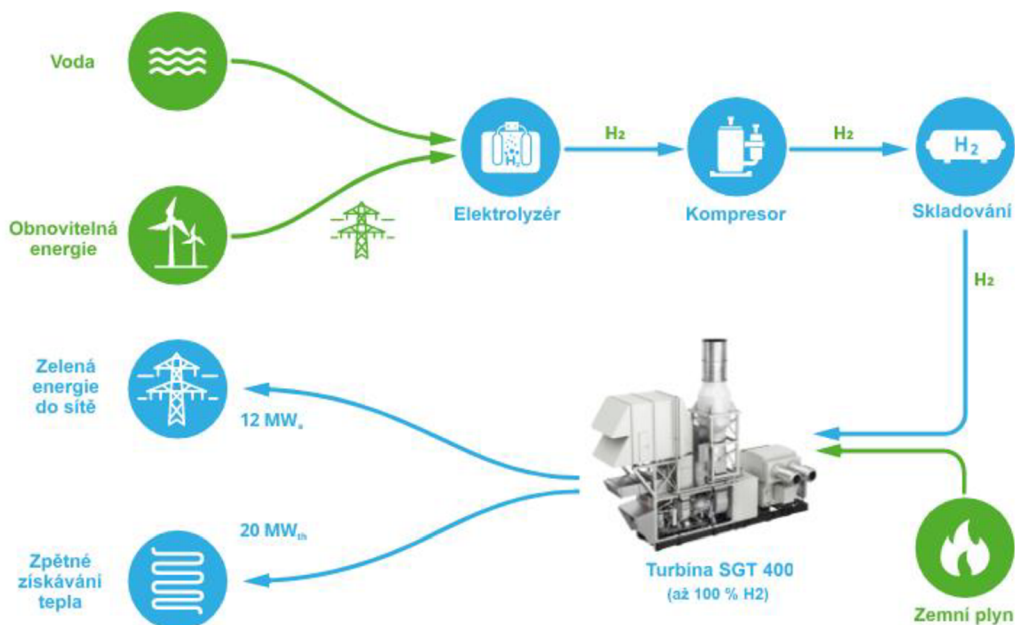 Voda
Obnovitelná
energie
H₂
Elektrolyzér
H₂
Kompresor
H₂
H₂
Skladování
H₂
Zelená
energie
do sítě
12 MWₑ
Zpětné
získávání
tepla
20 MWₜₕ
Turbína SGT 400
(až 100 % H2)
Zemní plyn